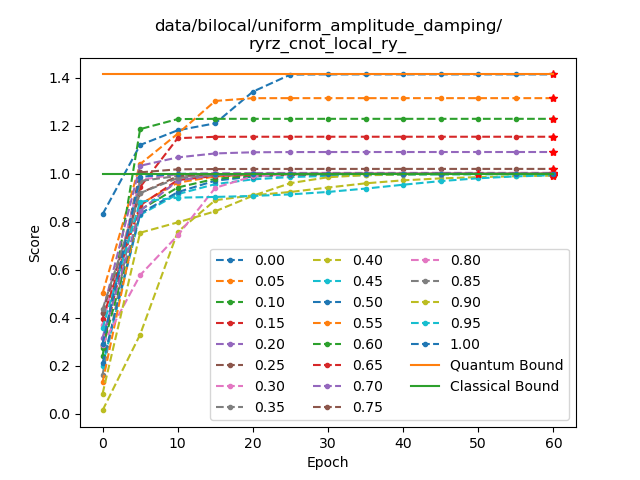 data/bilocal/uniform_amplitude_damping/
ryrz_cnot_local_ry_
Score
1.4
1.2
1.0
0.8
0.6
0.4
0.2
0.0
0.00 0.40 0.80
0.05 0.45 0.85
0.10 0.50 0.90
0.15 0.55 0.95
0.20 0.60 1.00
0.25 0.65 Quantum Bound
0.30 0.70 Classical Bound
0.35 0.75
0 10 20 30 40 50 60
Epoch